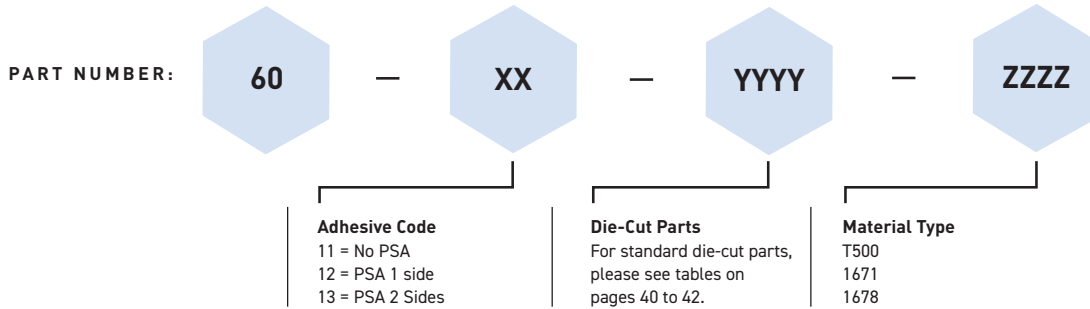 PART NUMBER: 60 — XX — YYYY — ZZZZ
Adhesive Code
11 = No PSA
12 = PSA 1 side
13 = PSA 2 Sides
Die-Cut Parts
For standard die-cut parts,
please see tables on
pages 40 to 42.
Material Type
T500
1671
1678